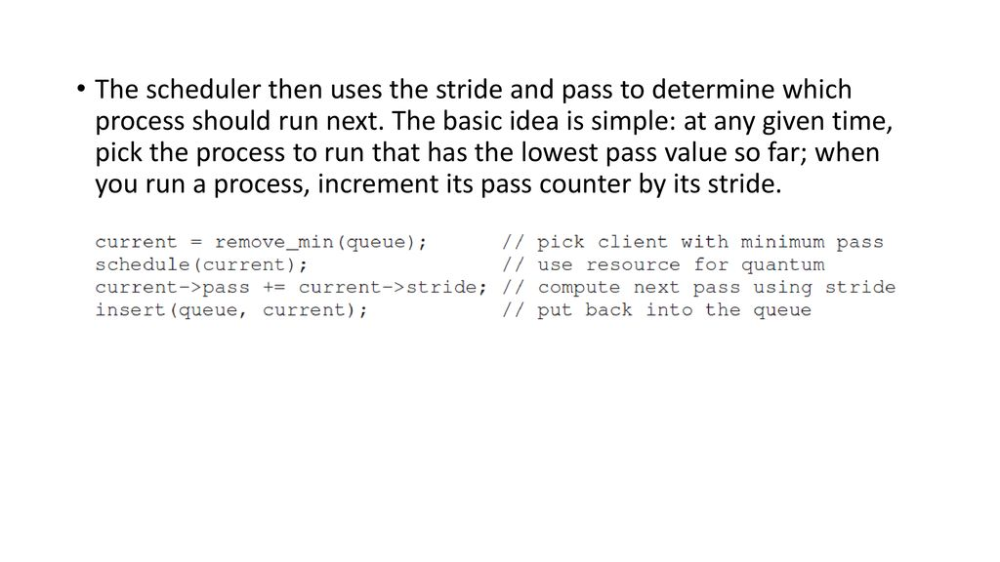 • The scheduler then uses the stride and pass to determine which
process should run next. The basic idea is simple: at any given time,
pick the process to run that has the lowest pass value so far; when
you run a process, increment its pass counter by its stride.
current = remove_min(queue);      // pick client with minimum pass
schedule(current);                // use resource for quantum
current->pass += current->stride; // compute next pass using stride
insert(queue, current);           // put back into the queue